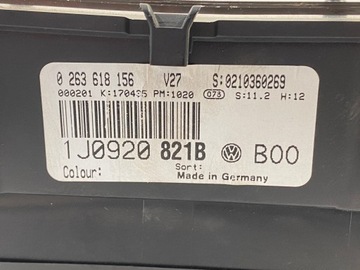 0 263 618 156 V27 S:0210360269
000201 K:170435 PM:1020 073 S:11.2 H:12
1J0920 821B B00
Colour: Sort:
Made in Germany